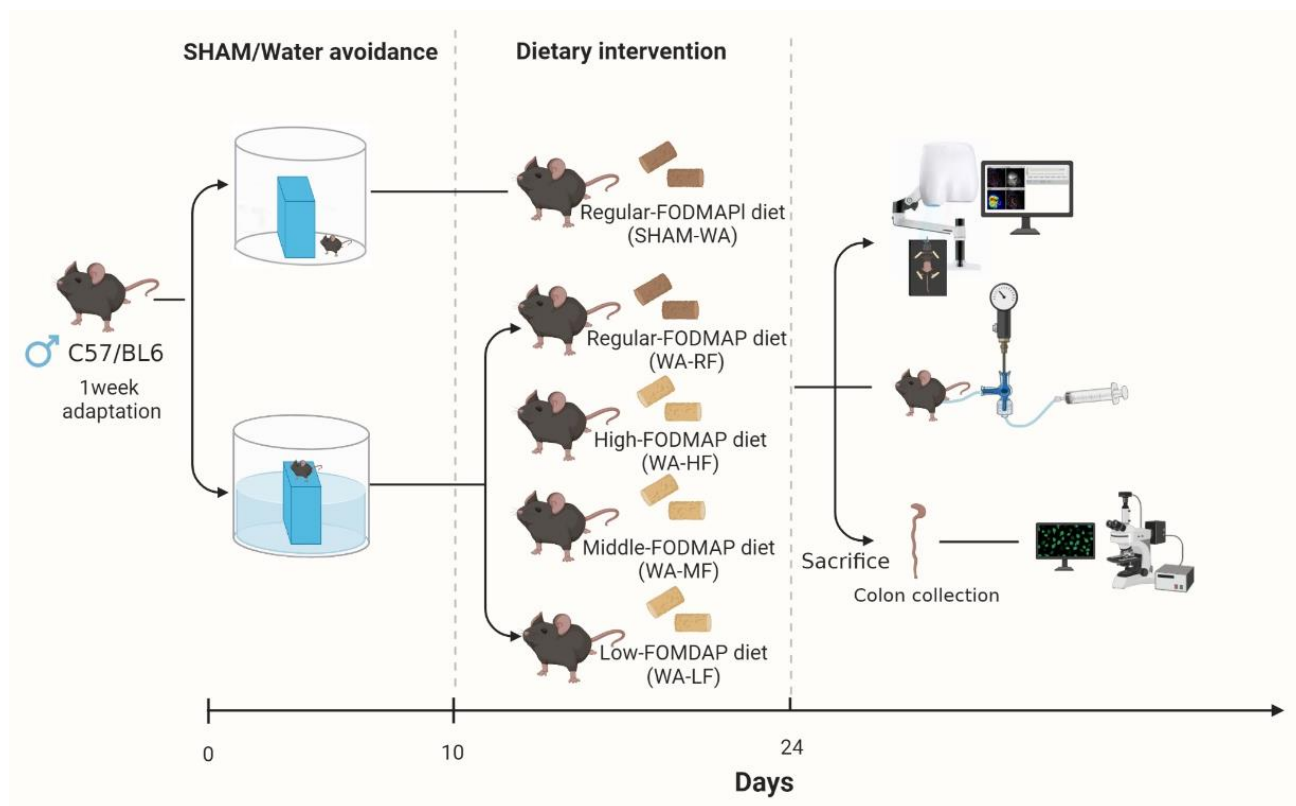 SHAM/Water avoidance
Dietary intervention
C57/BL6
1week
adaptation
Regular-FODMAPl diet
(SHAM-WA)
Regular-FODMAP diet
(WA-RF)
High-FODMAP diet
(WA-HF)
Middle-FODMAP diet
(WA-MF)
Low-FOMDAP diet
(WA-LF)
Sacrifice
Colon collection
0
10
24
Days